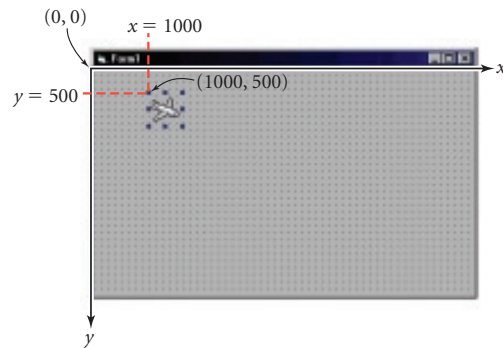 (0, 0)
x = 1000
Form1
x
y = 500
(1000, 500)
y